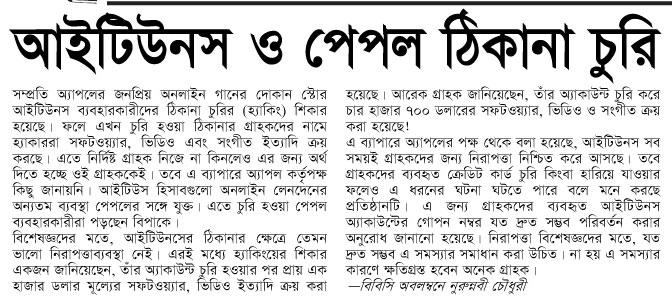 আইটিউনস ও পেপল ঠিকানা চুরি
সম্প্রতি অ্যাপলের জনপ্রিয় অনলাইন গানের দোকান স্টোর
আইটিউনস ব্যবহারকারীদের ঠিকানা চুরির (হ্যাকিং) শিকার
হয়েছে। ফলে এখন চুরি হওয়া ঠিকানার গ্রাহকদের নামে
হ্যাকাররা সফটওয়্যার, ভিডিও এবং সংগীত ইত্যাদি ক্রয়
করছে। এতে নির্দিষ্ট গ্রাহক নিজে না কিনলেও এর জন্য অর্থ
দিতে হচ্ছে ওই গ্রাহককেই। তবে এ ব্যাপারে অ্যাপল কর্তৃপক্ষ
কিছু জানায়নি। আইটিউস হিসাবগুলো অনলাইন লেনদেনের
অন্যতম ব্যবস্থা পেপলের সঙ্গে যুক্ত। এতে চুরি হওয়া পেপল
ব্যবহারকারীরা পড়ছেন বিপাকে।
বিশেষজ্ঞদের মতে, আইটিউনসের ঠিকানার ক্ষেত্রে তেমন
ভালো নিরাপত্তাব্যবস্থা নেই। এরই মধ্যে হ্যাকিংয়ের শিকার
একজন জানিয়েছেন, তাঁর অ্যাকাউন্ট চুরি হওয়ার পর প্রায় এক
হাজার ডলার মূল্যের সফটওয়্যার, ভিডিও ইত্যাদি ক্রয় করা
হয়েছে। আরেক গ্রাহক জানিয়েছেন, তাঁর অ্যাকাউন্ট চুরি করে
চার হাজার ৭০০ ডলারের সফটওয়্যার, ভিডিও ও সংগীত ক্রয়
করা হয়েছে!
এ ব্যাপারে অ্যাপলের পক্ষ থেকে বলা হয়েছে, আইটিউনস সব
সময়ই গ্রাহকদের জন্য নিরাপত্তা নিশ্চিত করে আসছে। তবে
গ্রাহকদের ব্যবহৃত ক্রেডিট কার্ড চুরি কিংবা হারিয়ে যাওয়ার
ফলেও এ ধরনের ঘটনা ঘটতে পারে বলে মনে করছে
প্রতিষ্ঠানটি। এ জন্য গ্রাহকদের ব্যবহৃত আইটিউনস
অ্যাকাউন্টের গোপন নম্বর যত দ্রুত সম্ভব পরিবর্তন করার
অনুরোধ জানানো হয়েছে। নিরাপত্তা বিশেষজ্ঞদের মতে, যত
দ্রুত সম্ভব এ সমস্যার সমাধান করা উচিত। না হয় এ সমস্যার
কারণে ক্ষতিগ্রস্ত হবেন অনেক গ্রাহক।
—বিবিসি অবলম্বনে নুরুন্নবী চৌধুরী